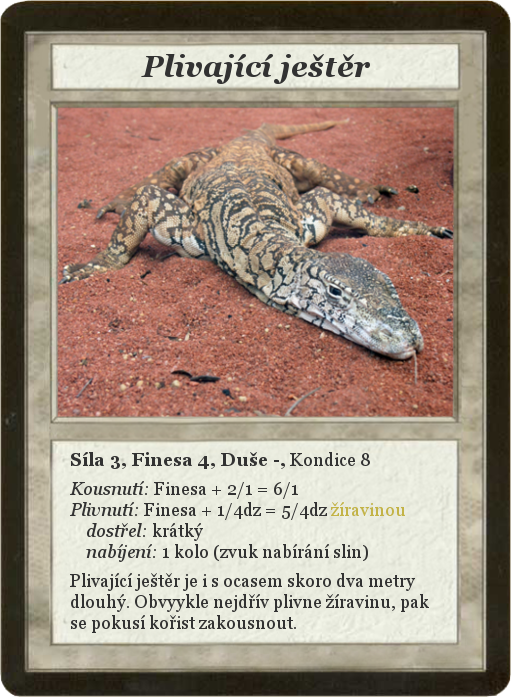 Plivající ještěr
Síla 3, Finesa 4, Duše -, Kondice 8
Kousnutí: Finesa + 2/1 = 6/1
Plivnutí: Finesa + 1/4dz = 5/4dz žíravinou
dostřel: krátký
nabíjení: 1 kolo (zvuk nabírání slin)
Plivající ještěr je i s ocasem skoro dva metry
dlouhý. Obvyykle nejdřív plivne žíravinu, pak
se pokusí kořist zakousnout.